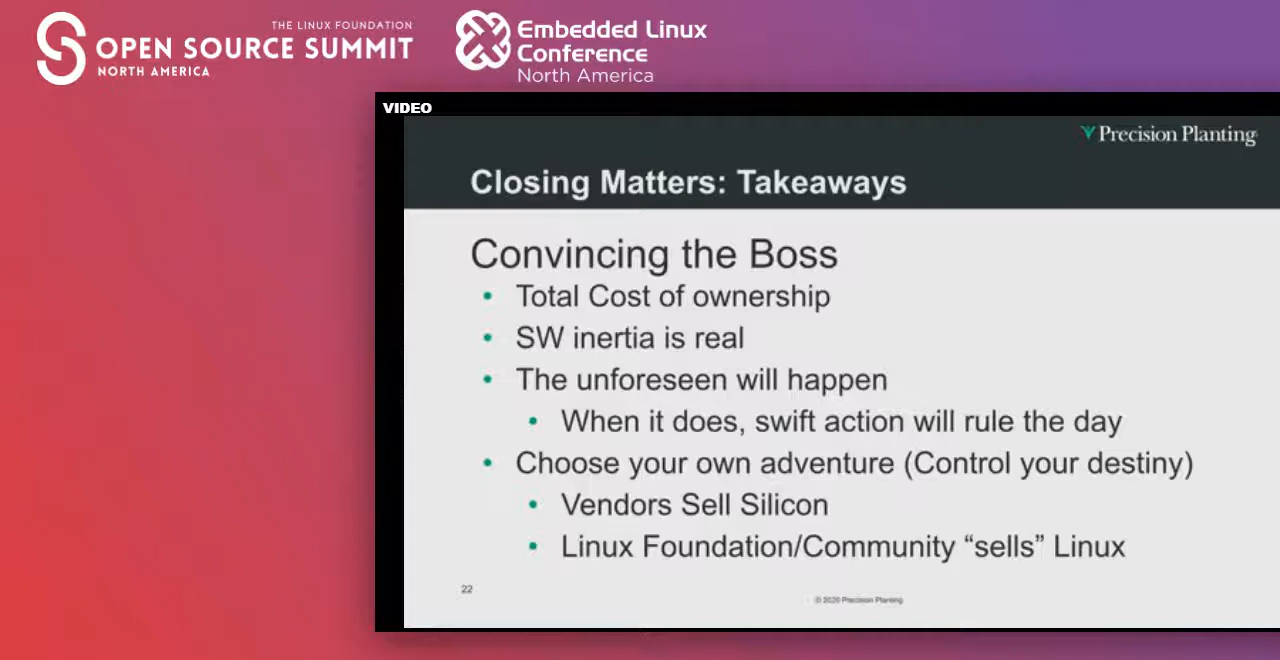 THE LINUX FOUNDATION
OPEN SOURCE SUMMIT
NORTH AMERICA
Embedded Linux
Conference
North America
VIDEO
Precision Planting
Closing Matters: Takeaways
Convincing the Boss
• Total Cost of ownership
• SW inertia is real
• The unforeseen will happen
• When it does, swift action will rule the day
• Choose your own adventure (Control your destiny)
• Vendors Sell Silicon
• Linux Foundation/Community “sells” Linux
22
© 2020 Precision Planting